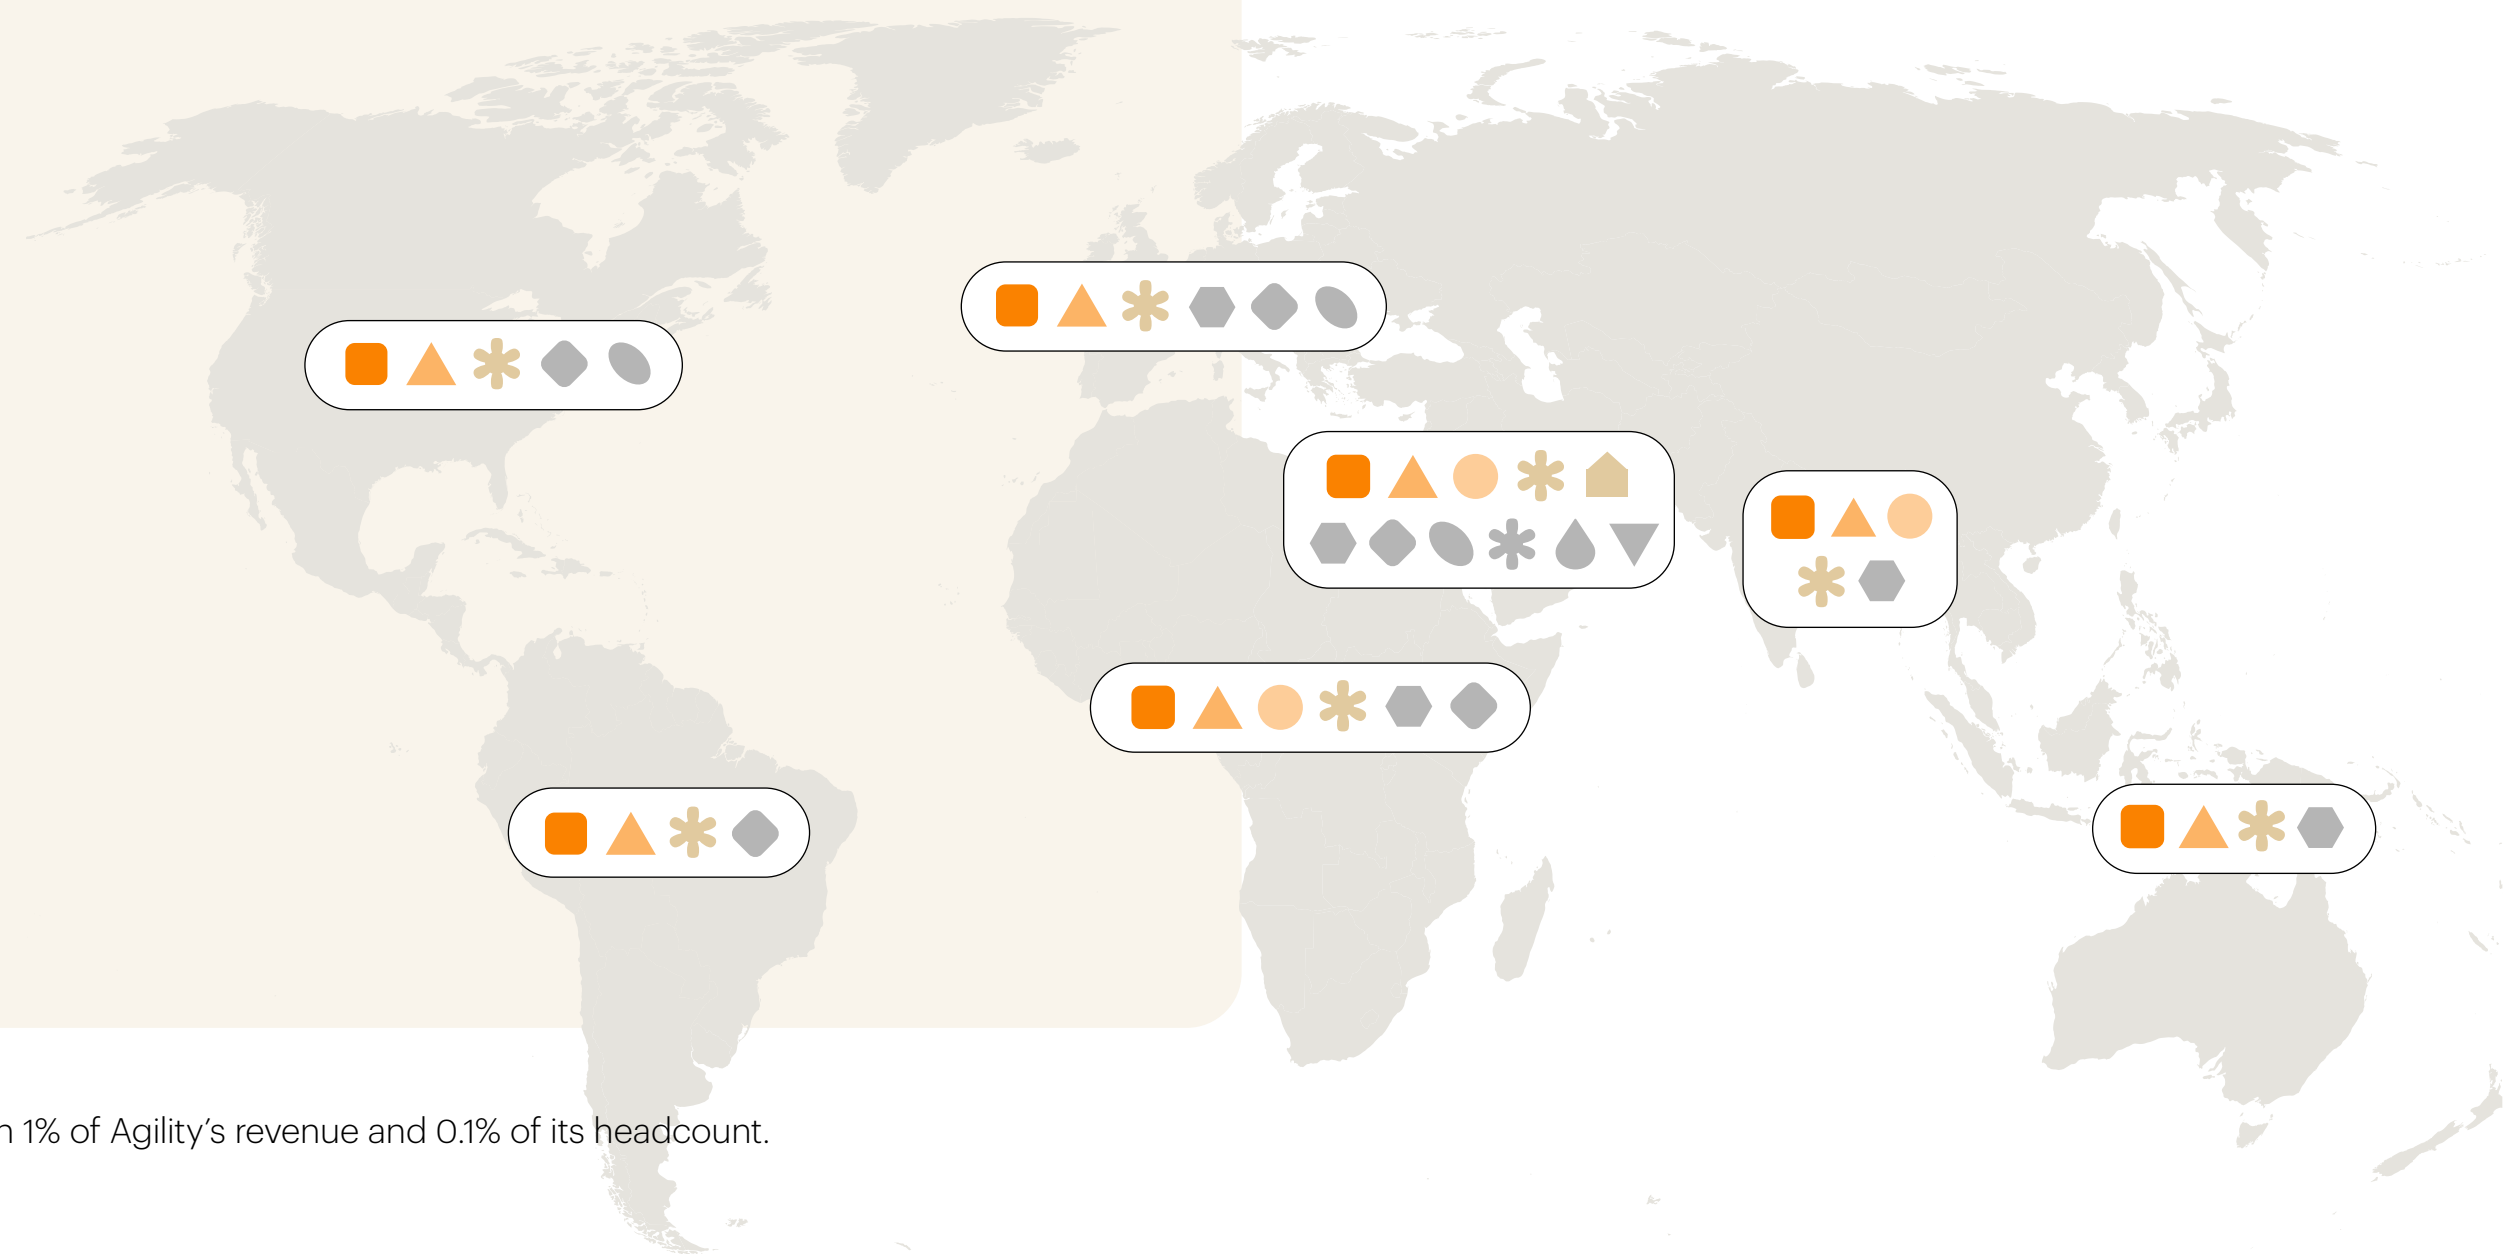 1% of Agility’s revenue and 0.1% of its headcount.